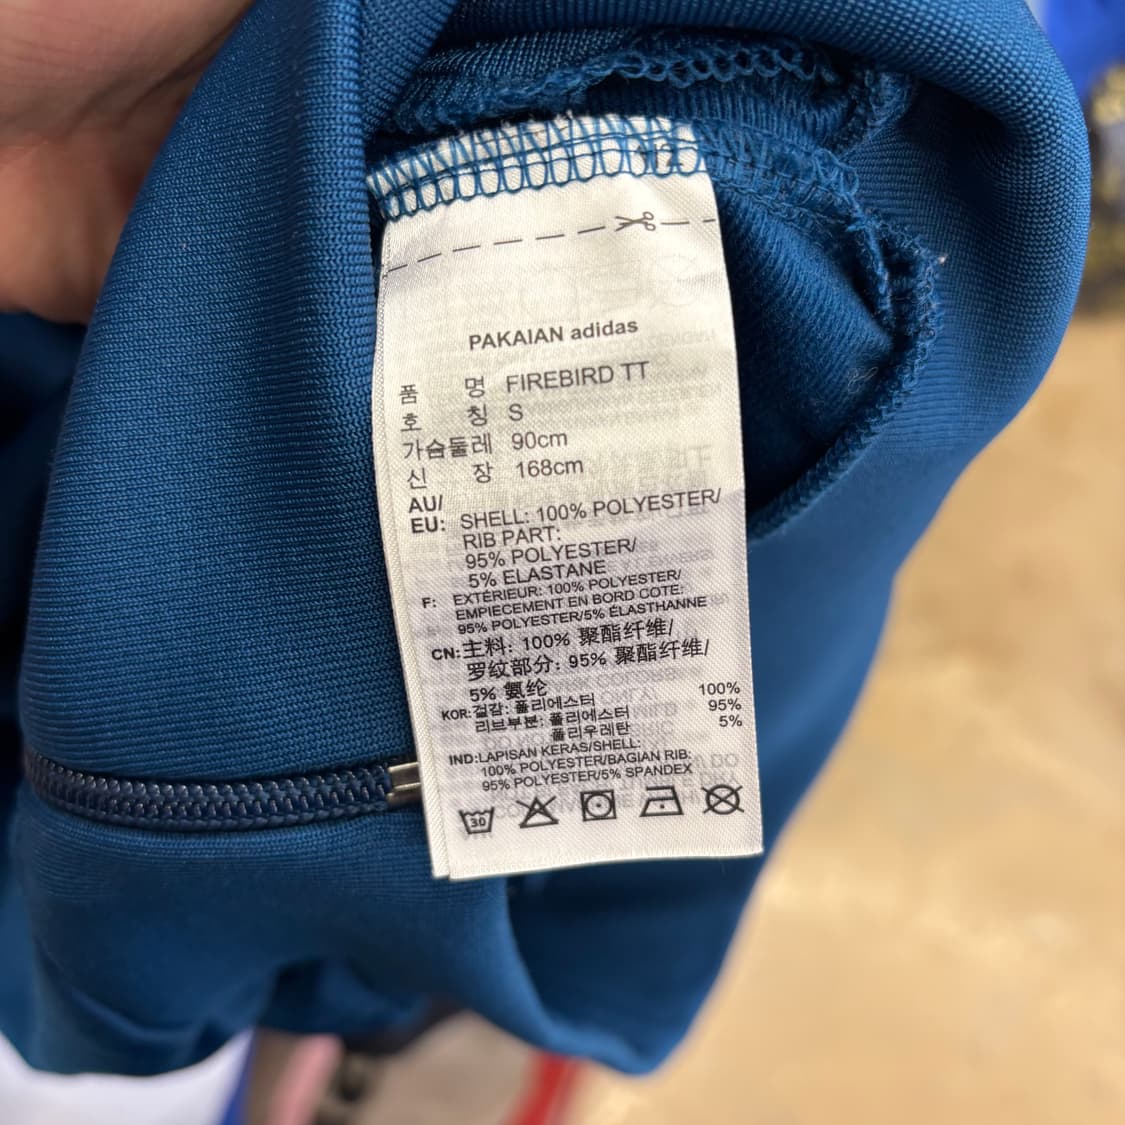 PAKAIAN adidas
품 명 FIREBIRD TT
호 칭 S
가슴둘레 90cm
신 장 168cm
AU/
EU: SHELL: 100% POLYESTER/
RIB PART:
95% POLYESTER/
5% ELASTANE
F: EXTÉRIEUR: 100% POLYESTER/
EMPIECEMENT EN BORD COTE:
95% POLYESTER/5% ÉLASTHANNE
CN: 主料: 100% 聚酯纤维/
罗纹部分: 95% 聚酯纤维/
5% 氨纶
KOR: 겉감: 폴리에스터 100%
리브부분: 폴리에스터 95%
폴리우레탄 5%
IND: LAPISAN KERAS/SHELL:
100% POLYESTER/BAGIAN RIB:
95% POLYESTER/5% SPANDEX
30